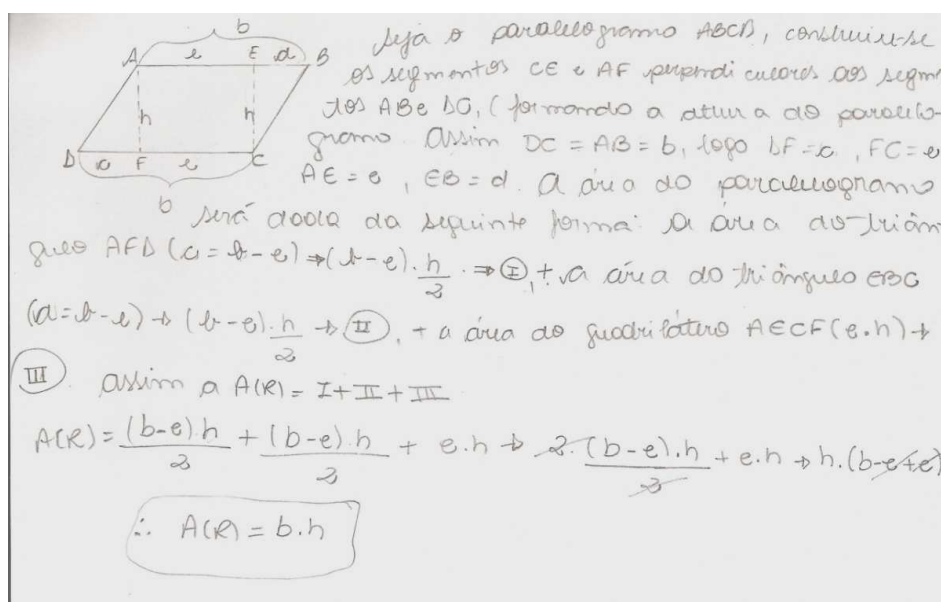 b
A e E d B
h h
D c F e C
b
Seja o paralelogramo ABCD, construiu-se
os segmentos CE e AF perpendiculares aos segm
tos AB e DC, (formando a altura do paralelo-
gramo. Assim DC = AB = b, logo DF = c, FC = e
AE = e, EB = d. A área do paralelogramo
será dada da seguinte forma: A área do triân
gulo AFD (c = b - e) ⇒ (b - e) . h/2 ⇒ I, + a área do triângulo EBC
(d = b - e) → (b - e) . h/2 → II, + a área do quadrilátero AECF (e.h) →
III. Assim a A(R) = I + II + III
A(R) = (b-e).h/2 + (b-e).h/2 + e.h → 2.(b-e).h/2 + e.h → h.(b-e+e)
∴ A(R) = b.h